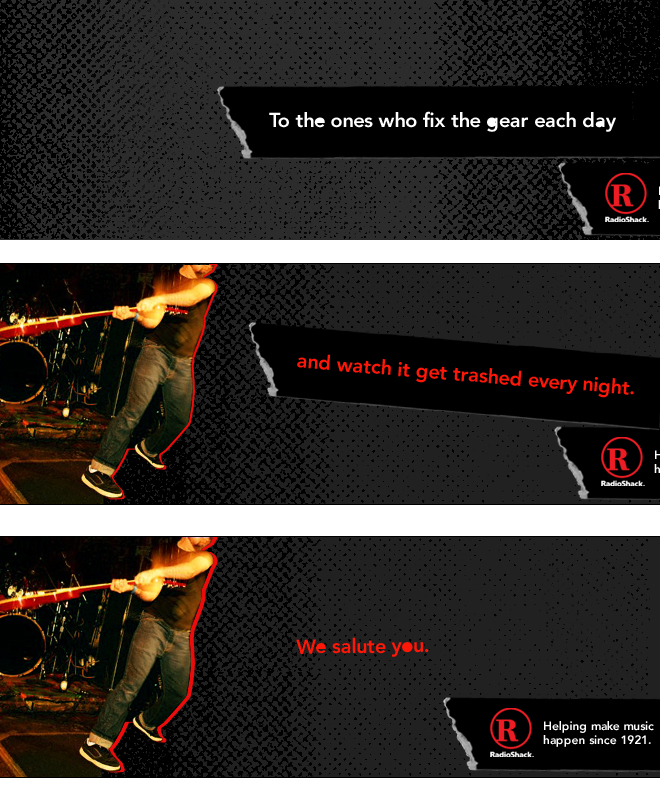 To the ones who fix the gear each day
R
RadioShack.
and watch it get trashed every night.
R
RadioShack.
We salute you.
R
RadioShack.
Helping make music
happen since 1921.